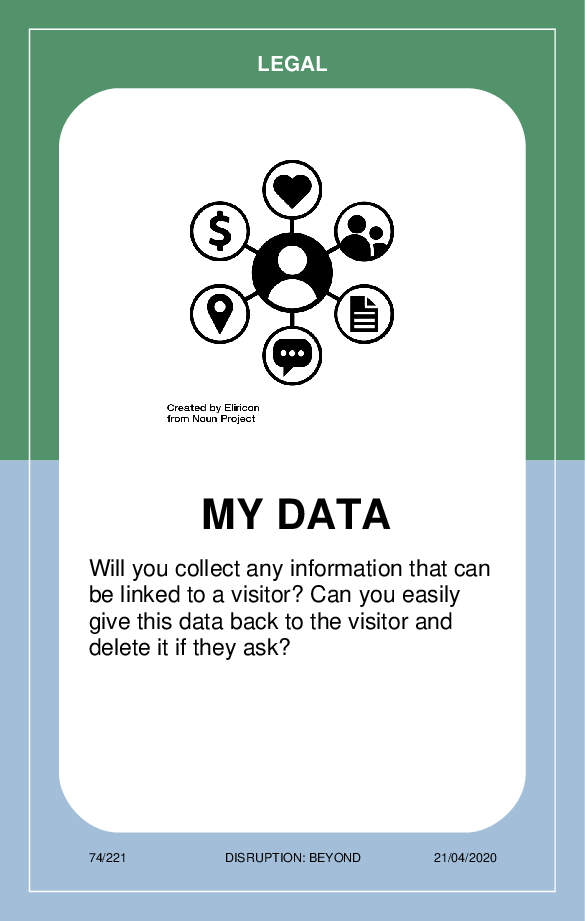 LEGAL
$
Created by Eliricon
from Noun Project
MY DATA
Will you collect any information that can
be linked to a visitor? Can you easily
give this data back to the visitor and
delete it if they ask?
74/221 DISRUPTION: BEYOND 21/04/2020